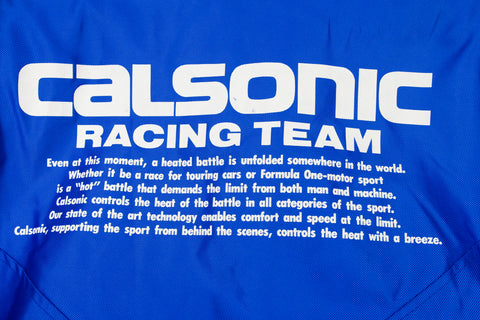 CALSONIC
RACING TEAM
Even at this moment, a heated battle is unfolded somewhere in the world.
Whether it be a race for touring cars or Formula One-motor sport
is a "hot" battle that demands the limit from both man and machine.
Calsonic controls the heat of the battle in all categories of the sport.
Our state of the art technology enables comfort and speed at the limit.
Calsonic, supporting the sport from behind the scenes, controls the heat with a breeze.